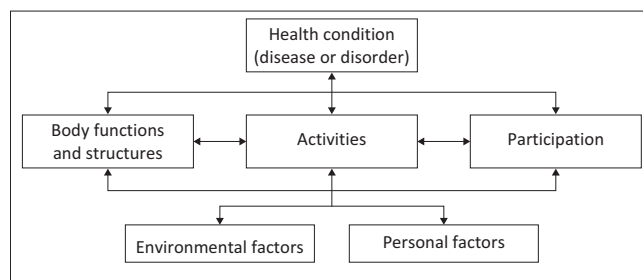 Health condition
(disease or disorder)
Body functions
and structures
Activities
Participation
Environmental factors
Personal factors